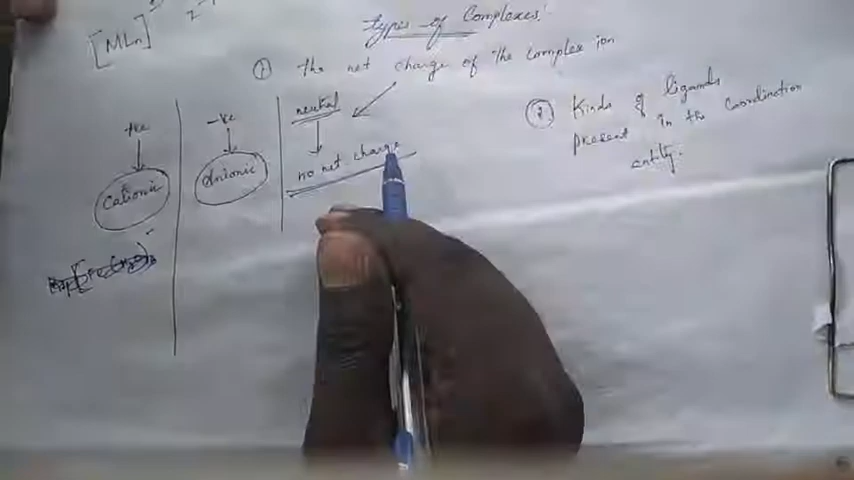 [MLn]
Types of Complexes!
① the net charge of the complex ion
+ve
Cationic
-ve
Anionic
neutral
no net charge
② Kinds of ligands
present in the coordination
entity.